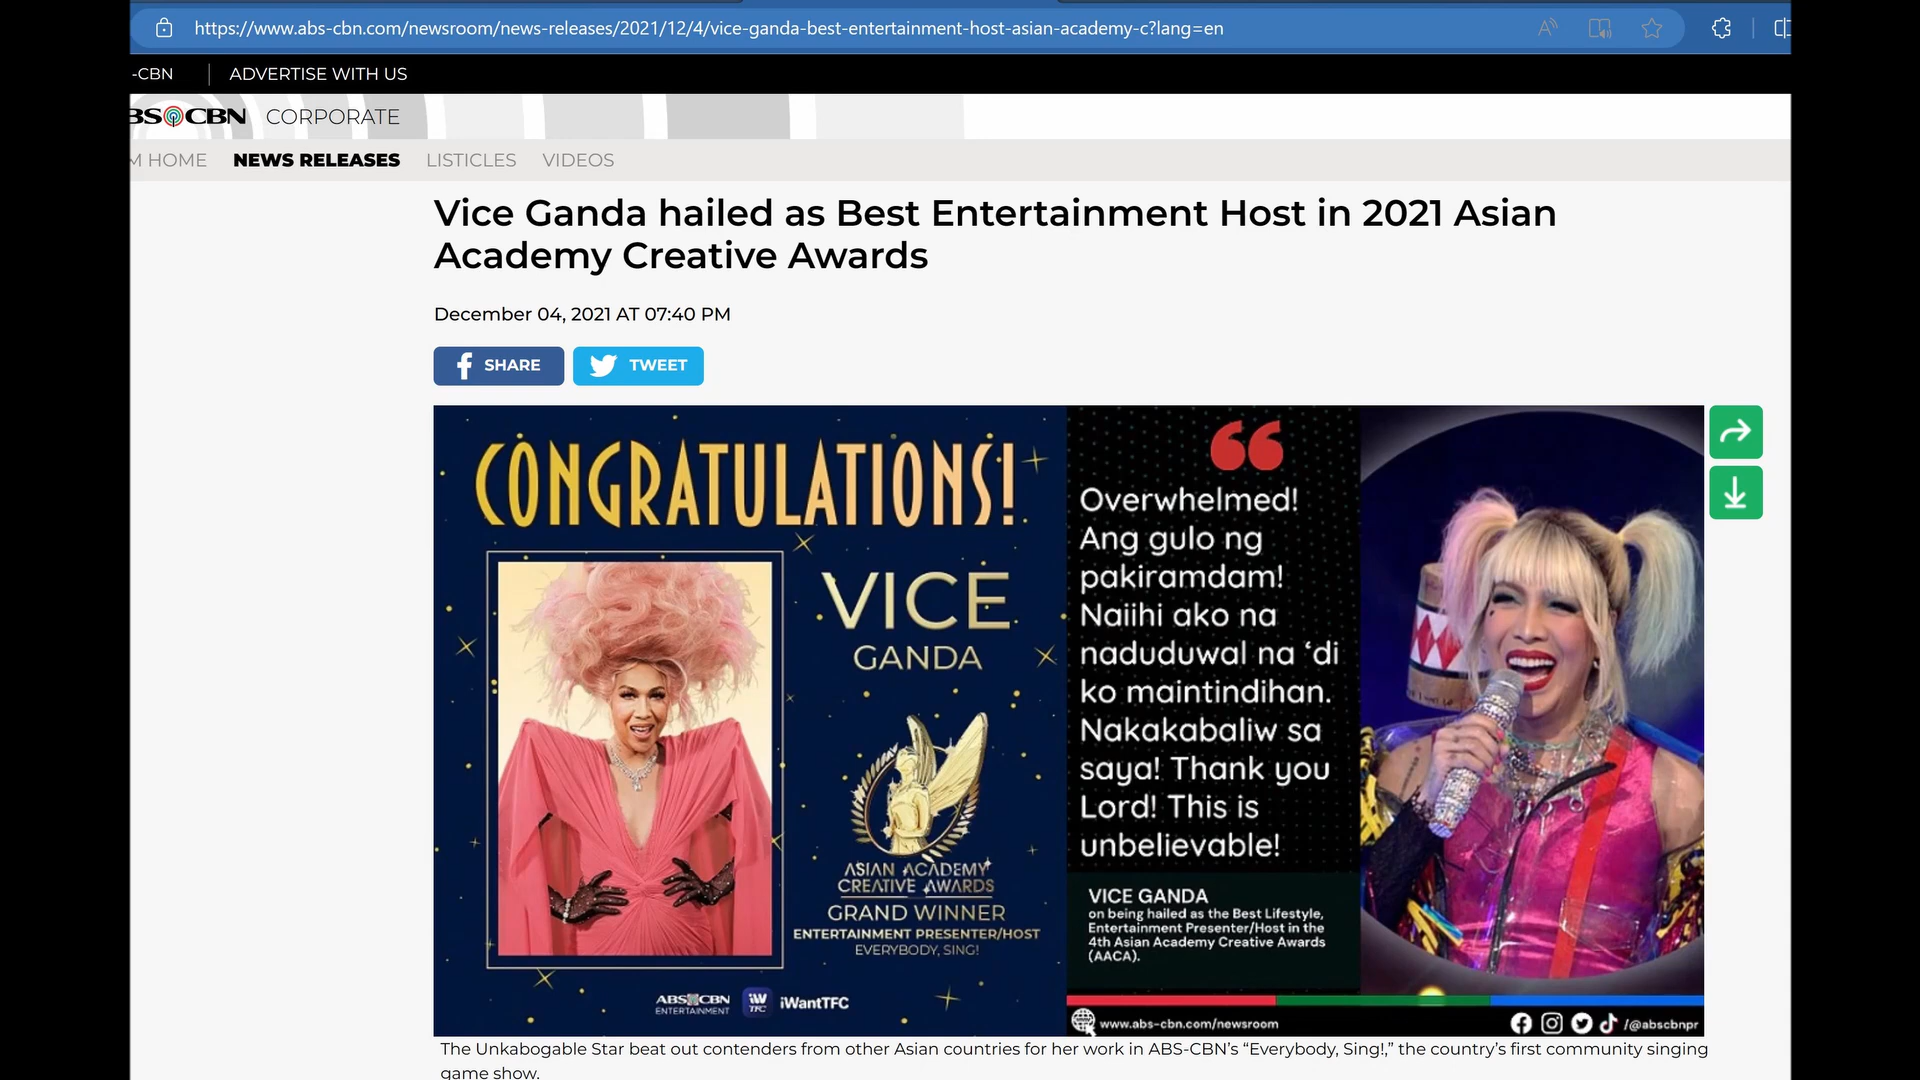 https://www.abs-cbn.com/newsroom/news-releases/2021/12/4/vice-ganda-best-entertainment-host-asian-academy-c?lang=en
-CBN
ADVERTISE WITH US
BS CBN CORPORATE
M HOME
NEWS RELEASES
LISTICLES
VIDEOS
Vice Ganda hailed as Best Entertainment Host in 2021 Asian
Academy Creative Awards
December 04, 2021 AT 07:40 PM
SHARE
TWEET
CONGRATULATIONS!
VICE
GANDA
ASIAN ACADEMY
CREATIVE AWARDS
GRAND WINNER
ENTERTAINMENT PRESENTER/HOST
EVERYBODY, SING!
ABS-CBN
ENTERTAINMENT
iW
TFC
iWantTFC
Overwhelmed!
Ang gulo ng
pakiramdam!
Naiihi ako na
naduduwal na ‘di
ko maintindihan.
Nakakabaliw sa
saya! Thank you
Lord! This is
unbelievable!
VICE GANDA
on being hailed as the Best Lifestyle,
Entertainment Presenter/Host in the
4th Asian Academy Creative Awards
(AACA).
www.abs-cbn.com/newsroom
/@abscbnpr
The Unkabogable Star beat out contenders from other Asian countries for her work in ABS-CBN’s “Everybody, Sing!,” the country’s first community singing
game show.